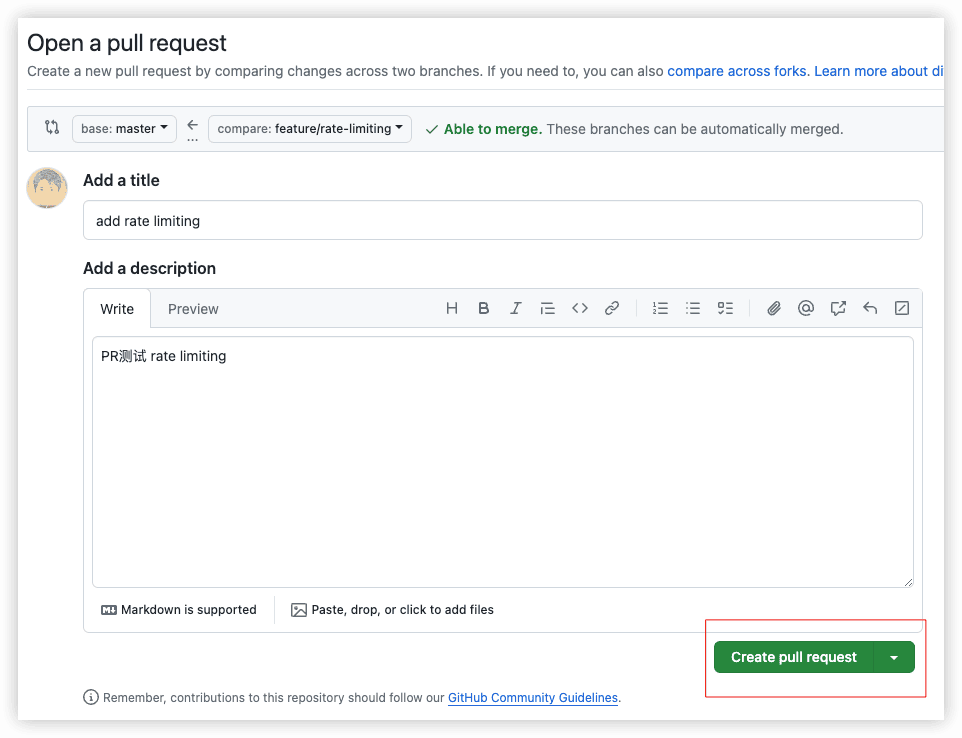 Open a pull request
Create a new pull request by comparing changes across two branches. If you need to, you can also compare across forks. Learn more about di
base: master
compare: feature/rate-limiting
Able to merge. These branches can be automatically merged.
Add a title
add rate limiting
Add a description
Write Preview
PR测试 rate limiting
Markdown is supported
Paste, drop, or click to add files
Create pull request
Remember, contributions to this repository should follow our GitHub Community Guidelines.